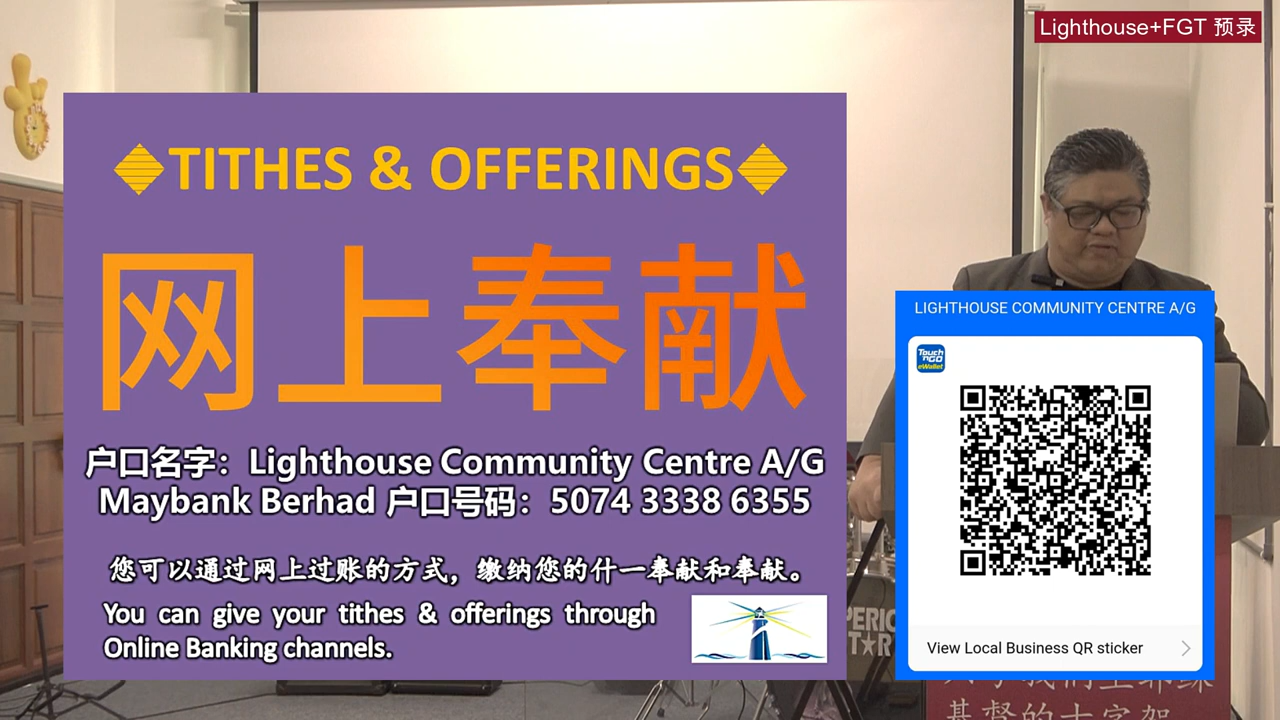 Lighthouse+FGT 预录
◆TITHES & OFFERINGS◆
网上奉献
户口名字：Lighthouse Community Centre A/G
Maybank Berhad 户口号码：5074 3338 6355
您可以通过网上过账的方式，缴纳您的什一奉献和奉献。
You can give your tithes & offerings through
Online Banking channels.
LIGHTHOUSE COMMUNITY CENTRE A/G
Touch
'nGO
eWallet
View Local Business QR sticker
基督的十字架